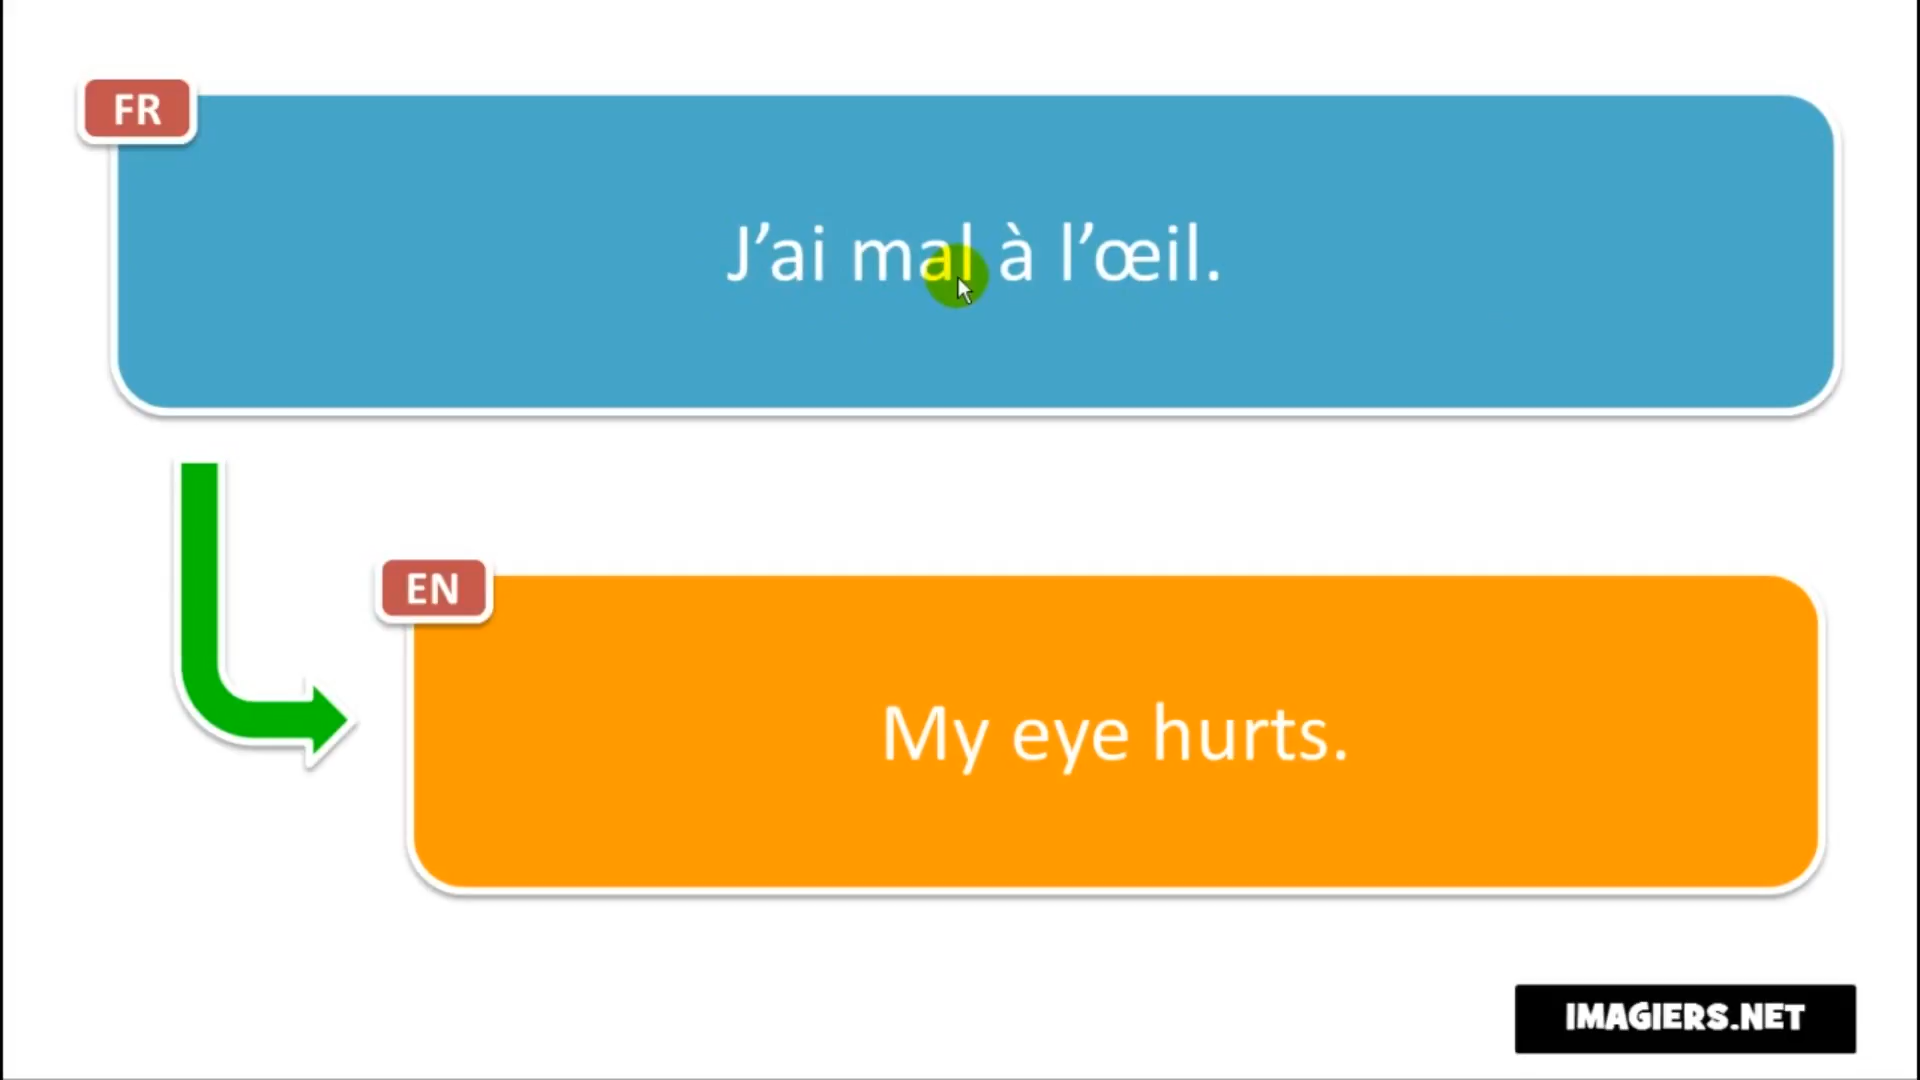 FR
J’ai mal à l’œil.
EN
My eye hurts.
IMAGIERS.NET